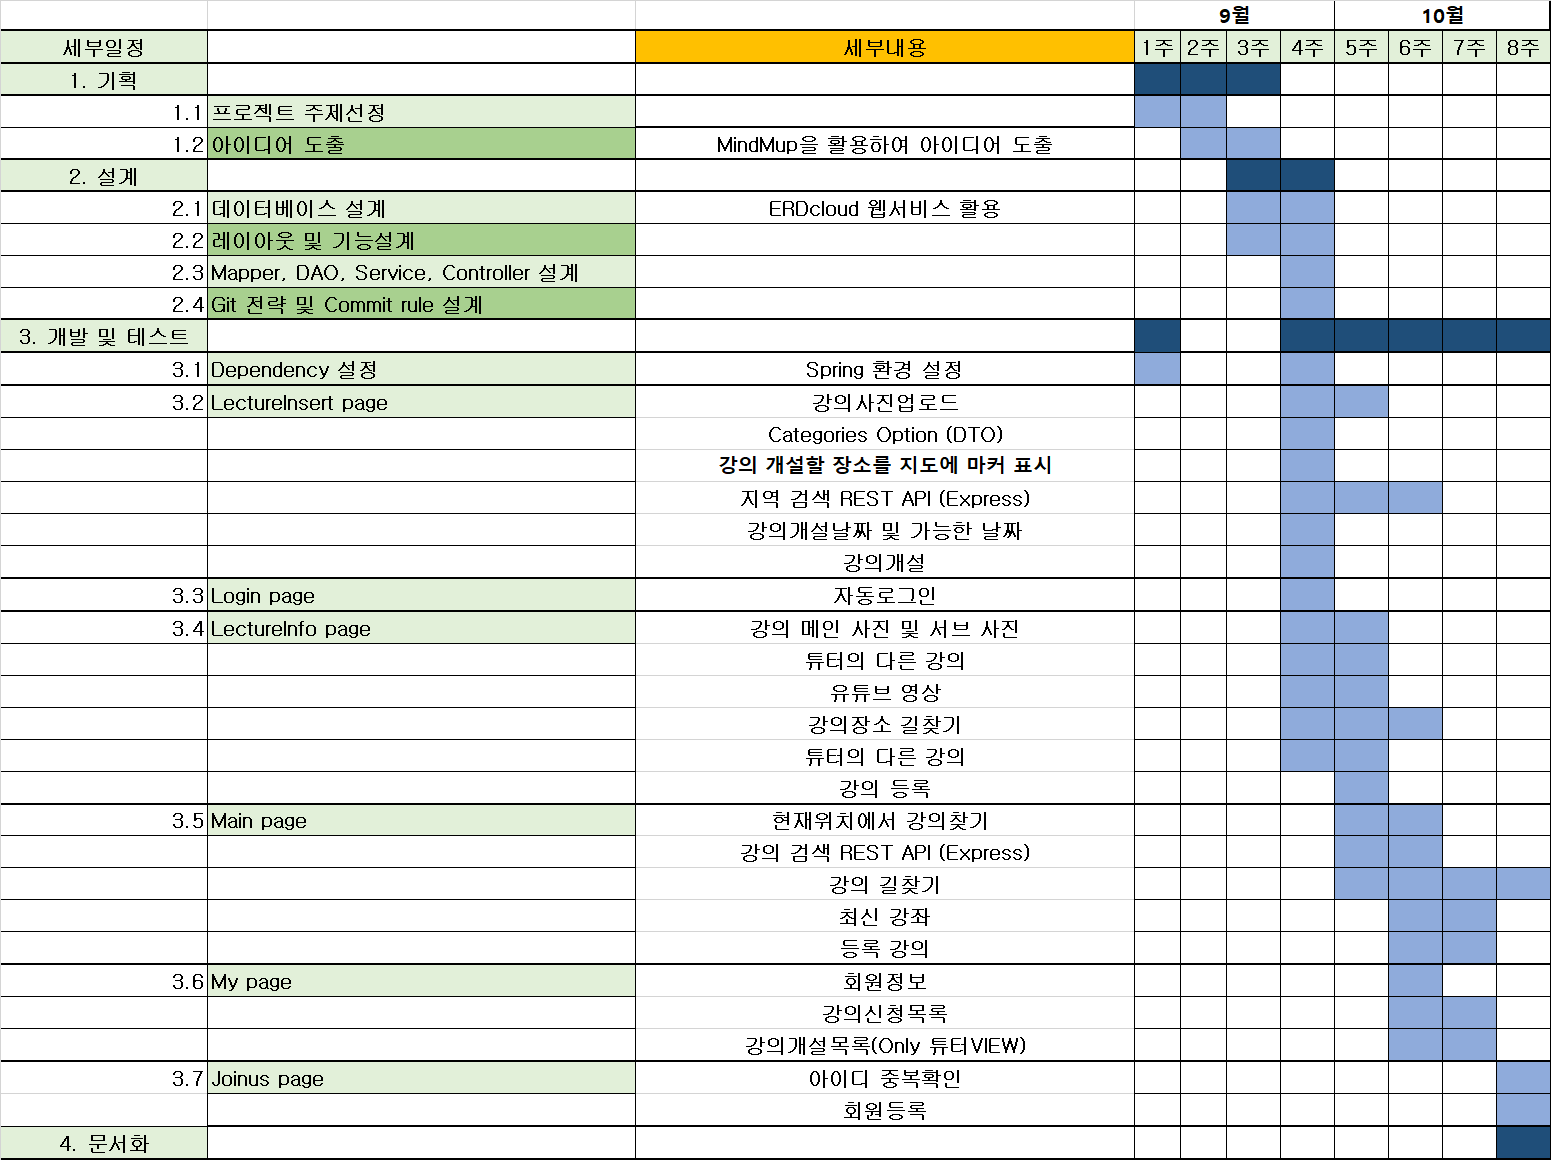 9월 10월
세부일정 세부내용 1주 2주 3주 4주 5주 6주 7주 8주
1. 기획
1.1 프로젝트 주제선정
1.2 아이디어 도출 MindMup을 활용하여 아이디어 도출
2. 설계
2.1 데이터베이스 설계 ERDcloud 웹서비스 활용
2.2 레이아웃 및 기능설계
2.3 Mapper, DAO, Service, Controller 설계
2.4 Git 전략 및 Commit rule 설계
3. 개발 및 테스트
3.1 Dependency 설정 Spring 환경 설정
3.2 LectureInsert page 강의사진업로드
Categories Option (DTO)
강의 개설할 장소를 지도에 마커 표시
지역 검색 REST API (Express)
강의개설날짜 및 가능한 날짜
강의개설
3.3 Login page 자동로그인
3.4 LectureInfo page 강의 메인 사진 및 서브 사진
튜터의 다른 강의
유튜브 영상
강의장소 길찾기
튜터의 다른 강의
강의 등록
3.5 Main page 현재위치에서 강의찾기
강의 검색 REST API (Express)
강의 길찾기
최신 강좌
등록 강의
3.6 My page 회원정보
강의신청목록
강의개설목록(Only 튜터VIEW)
3.7 Joinus page 아이디 중복확인
회원등록
4. 문서화